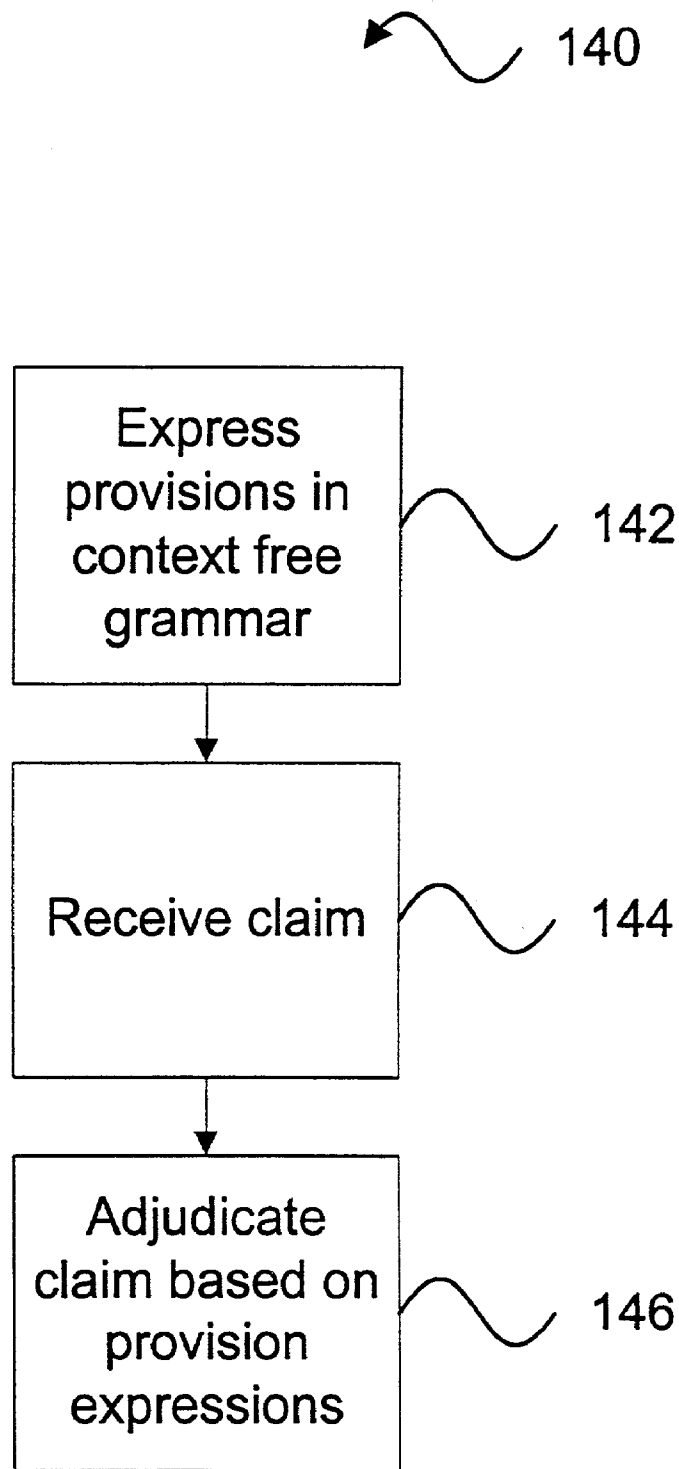 140
Express
provisions in
context free
grammar
142
Receive claim
144
Adjudicate
claim based on
provision
expressions
146